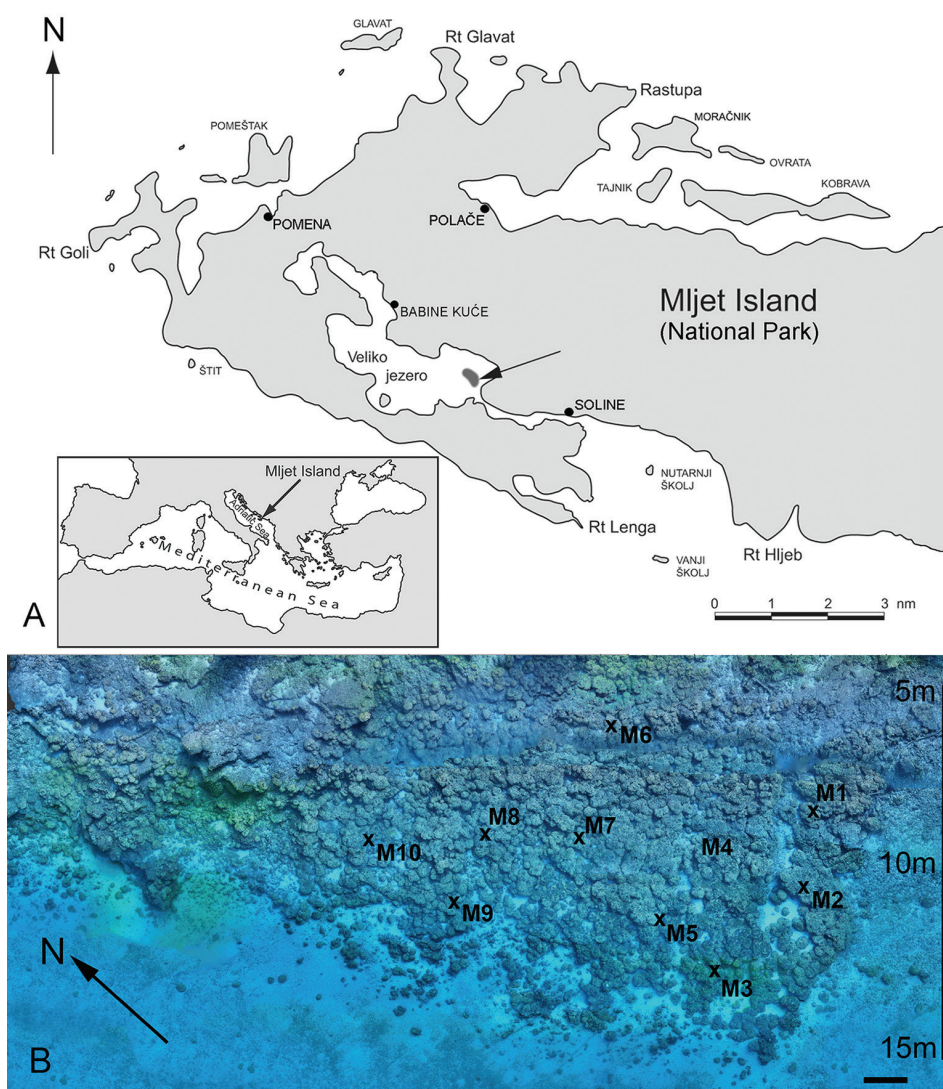 N
GLAVAT
Rt Glavat
Rastupa
MORAČNIK
POMEŠTAK
OVRATA
TAJNIK
KOBRAVA
POMENA
POLAČE
Rt Goli
BABINE KUĆE
Mljet Island
(National Park)
Veliko
jezero
ŠTIT
SOLINE
NUTARNJI
ŠKOLJ
Rt Lenga
Rt Hljeb
VANJI
ŠKOLJ
Mljet Island
Adriatic Sea
Mediterranean Sea
A
0 1 2 3 nm
5m
x M6
M1
x
M8
x
M7
x
M4
x
M10
10m
x
M2
x
M9
x
M5
N
x
M3
B
15m